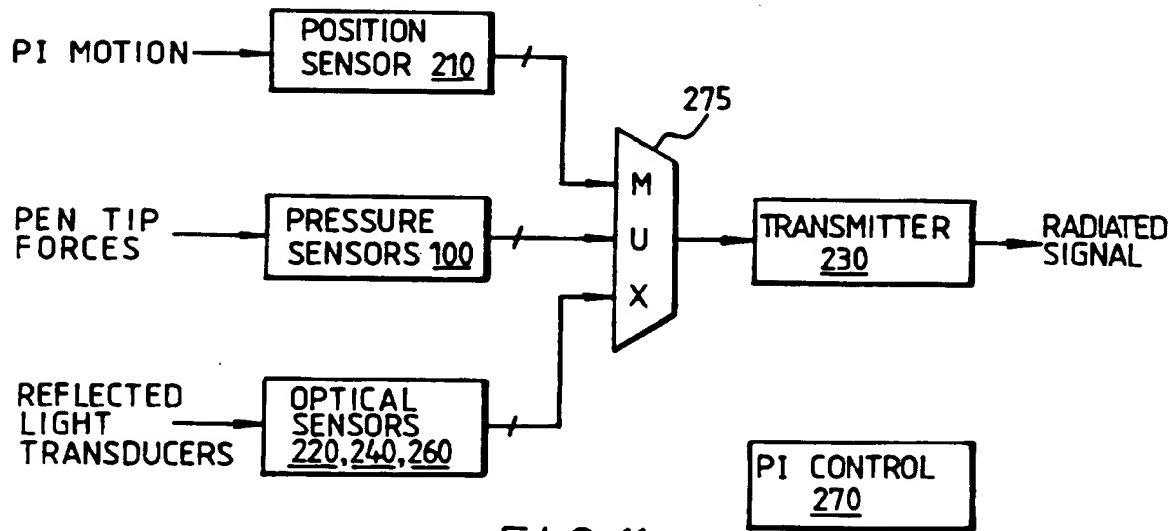 PI MOTION
POSITION
SENSOR 210
275
PEN TIP
FORCES
PRESSURE
SENSORS 100
M
U
X
TRANSMITTER
230
RADIATED
SIGNAL
REFLECTED
LIGHT
TRANSDUCERS
OPTICAL
SENSORS
220, 240, 260
PI CONTROL
270